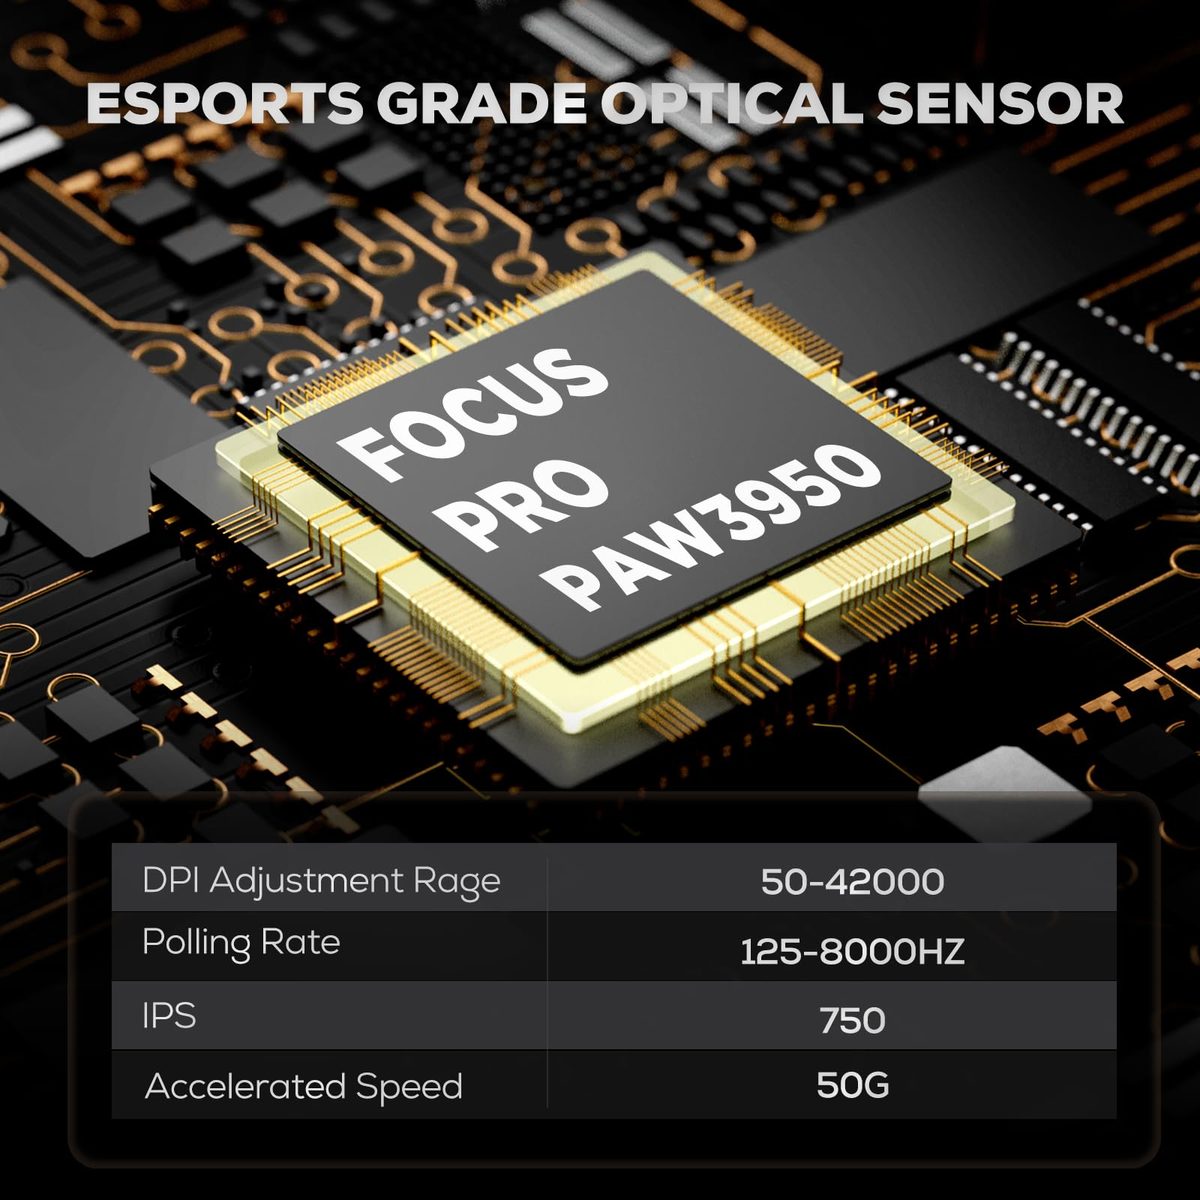 ESPORTS GRADE OPTICAL SENSOR
FOCUS
PRO
PAW3950
DPI Adjustment Rage 50-42000
Polling Rate 125-8000HZ
IPS 750
Accelerated Speed 50G